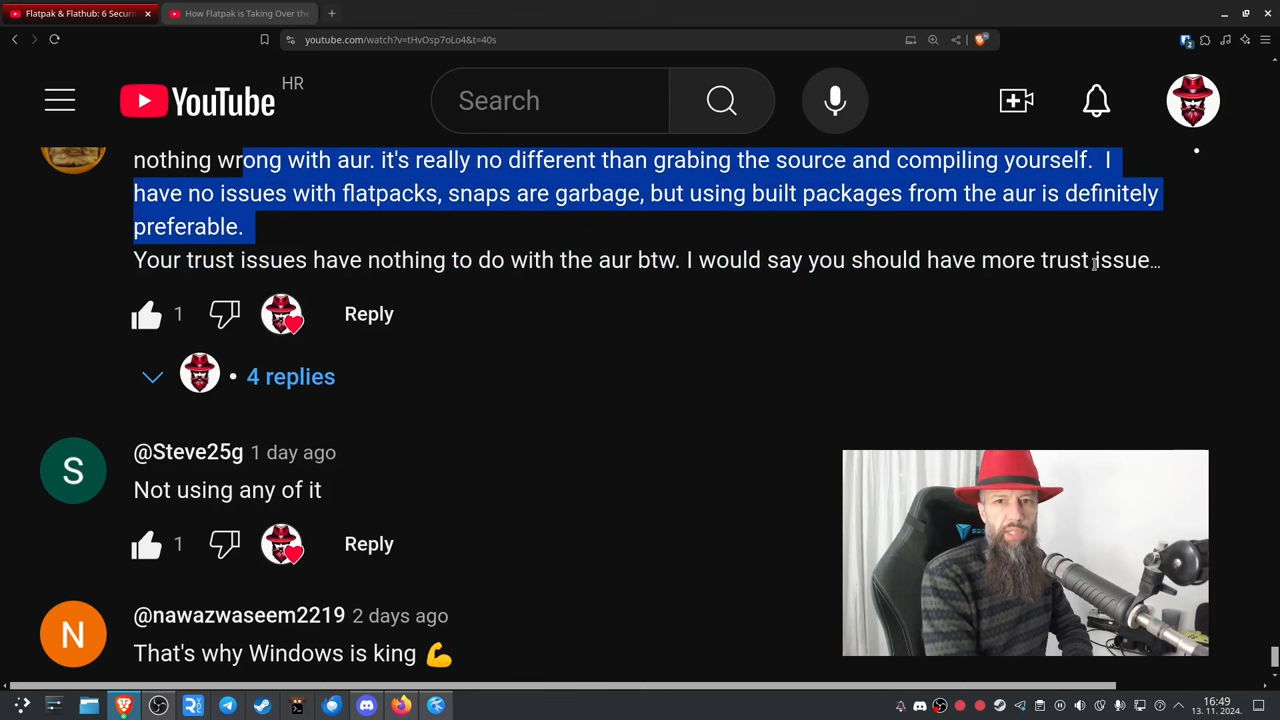 Flatpak & Flathub: 6 Securi
How Flatpak is Taking Over the
youtube.com/watch?v=tHvOsp7oLo4&t=40s
YouTube HR
Search
nothing wrong with aur. it's really no different than grabing the source and compiling yourself. I
have no issues with flatpacks, snaps are garbage, but using built packages from the aur is definitely
preferable.
Your trust issues have nothing to do with the aur btw. I would say you should have more trust issue…
1
Reply
• 4 replies
S
@Steve25g 1 day ago
Not using any of it
1
Reply
N
@nawazwaseem2219 2 days ago
That's why Windows is king 💪
16:49
13. 11. 2024.